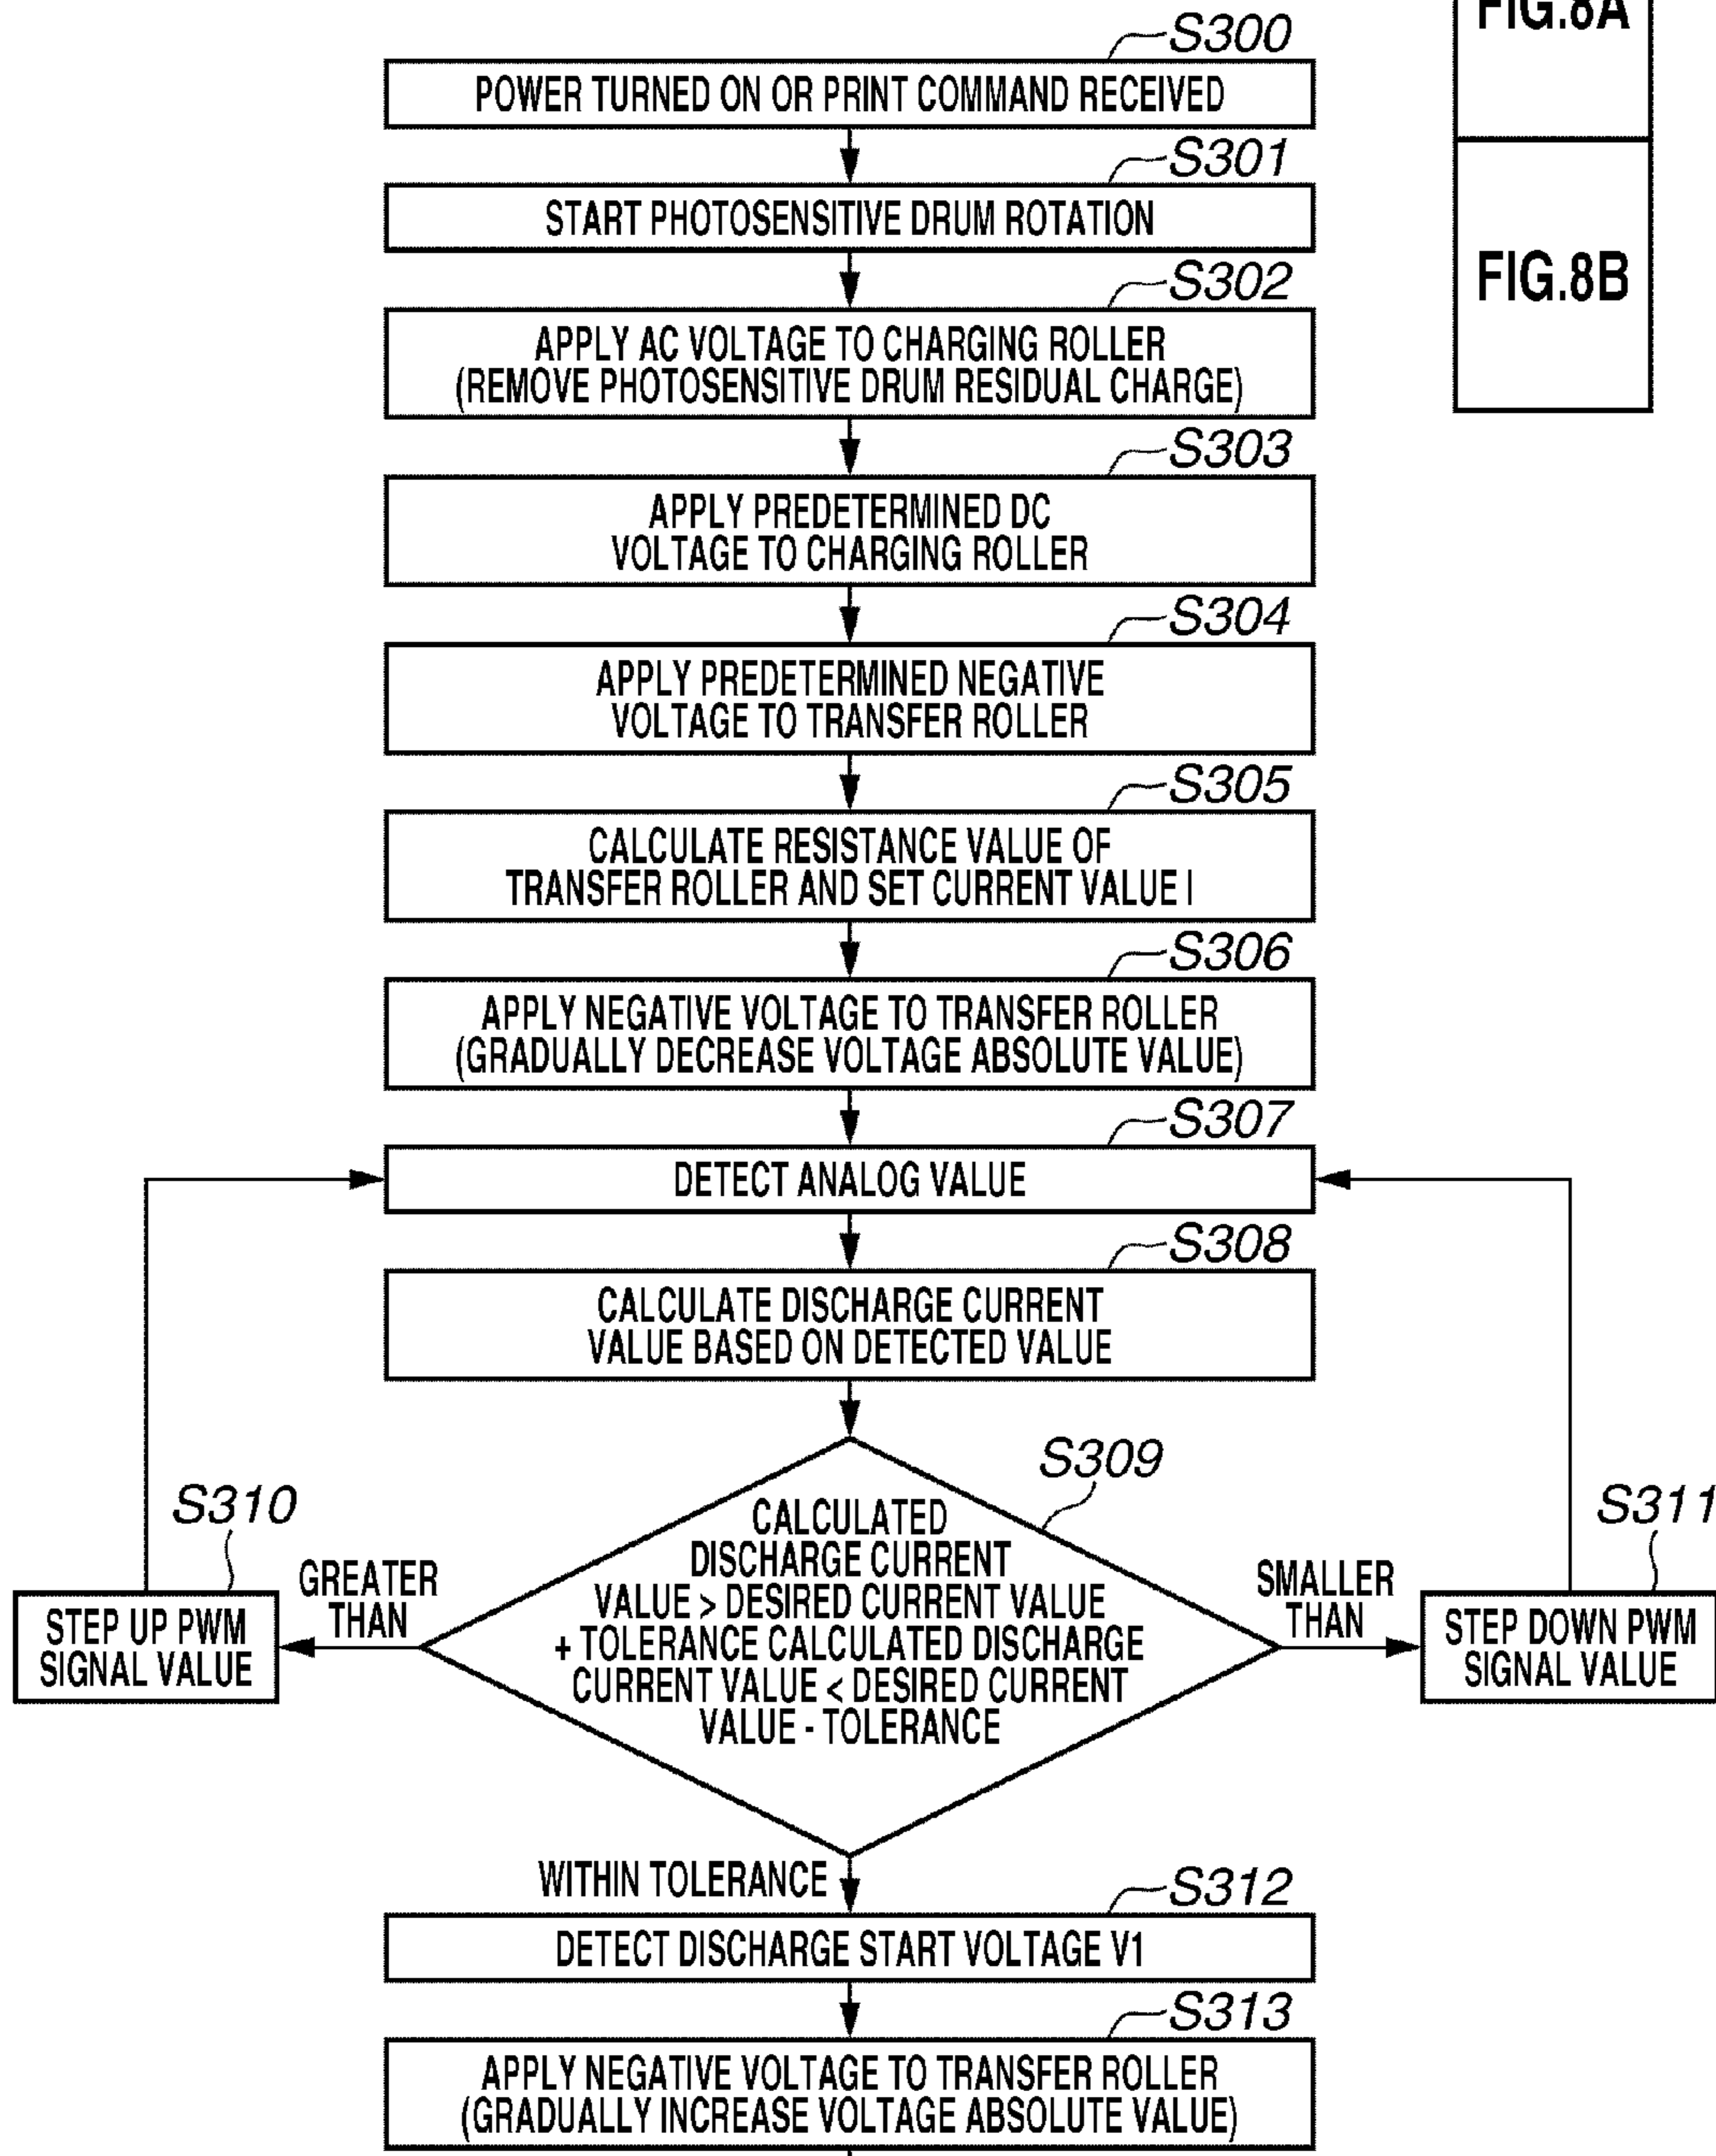 FIG.8A
FIG.8B
S300
POWER TURNED ON OR PRINT COMMAND RECEIVED
S301
START PHOTOSENSITIVE DRUM ROTATION
S302
APPLY AC VOLTAGE TO CHARGING ROLLER
(REMOVE PHOTOSENSITIVE DRUM RESIDUAL CHARGE)
S303
APPLY PREDETERMINED DC
VOLTAGE TO CHARGING ROLLER
S304
APPLY PREDETERMINED NEGATIVE
VOLTAGE TO TRANSFER ROLLER
S305
CALCULATE RESISTANCE VALUE OF
TRANSFER ROLLER AND SET CURRENT VALUE I
S306
APPLY NEGATIVE VOLTAGE TO TRANSFER ROLLER
(GRADUALLY DECREASE VOLTAGE ABSOLUTE VALUE)
S307
DETECT ANALOG VALUE
S308
CALCULATE DISCHARGE CURRENT
VALUE BASED ON DETECTED VALUE
S309
CALCULATED
DISCHARGE CURRENT
VALUE > DESIRED CURRENT VALUE
+ TOLERANCE CALCULATED DISCHARGE
CURRENT VALUE < DESIRED CURRENT
VALUE - TOLERANCE
GREATER
THAN
S310
STEP UP PWM
SIGNAL VALUE
SMALLER
THAN
S311
STEP DOWN PWM
SIGNAL VALUE
WITHIN TOLERANCE
S312
DETECT DISCHARGE START VOLTAGE V1
S313
APPLY NEGATIVE VOLTAGE TO TRANSFER ROLLER
(GRADUALLY INCREASE VOLTAGE ABSOLUTE VALUE)